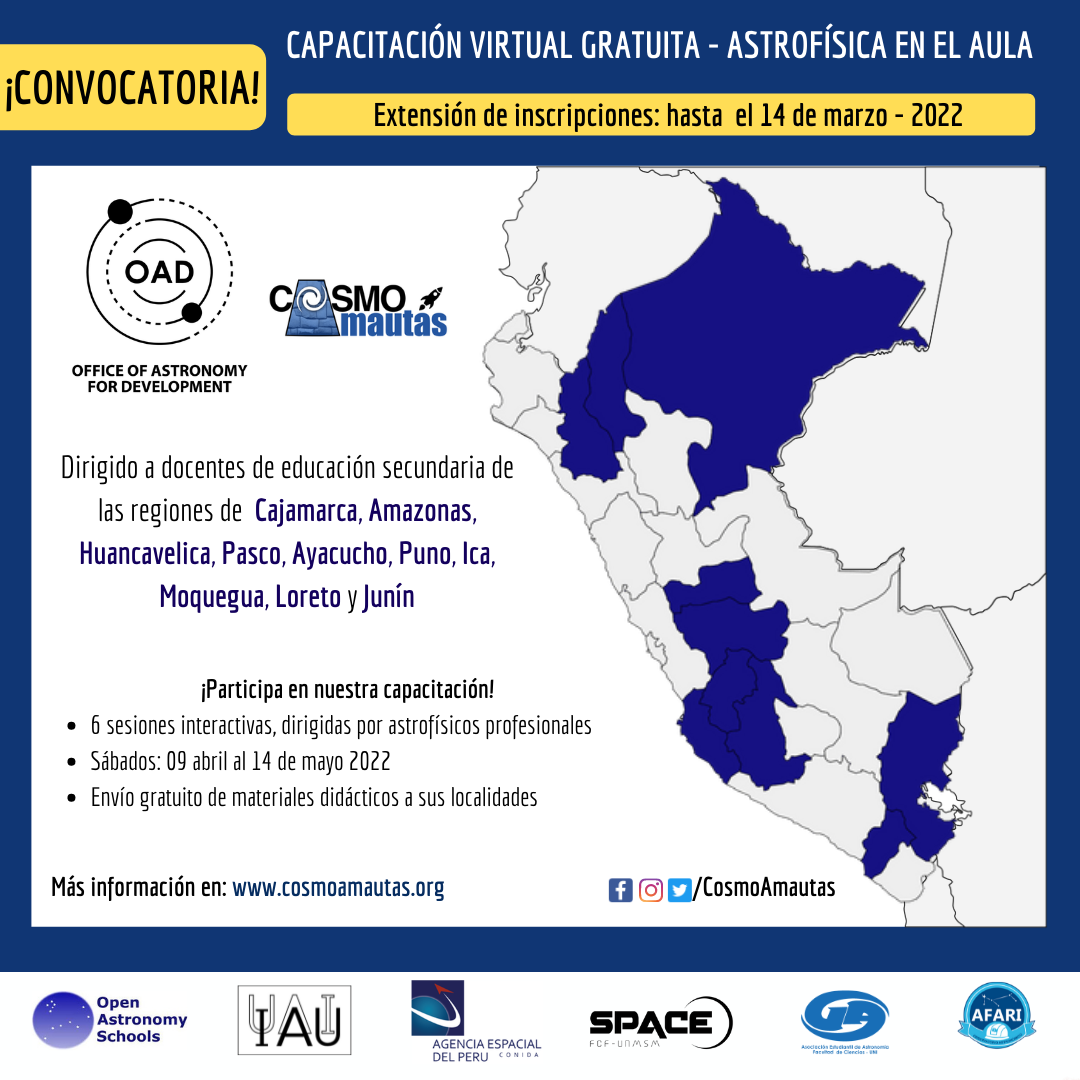 ¡CONVOCATORIA!
CAPACITACIÓN VIRTUAL GRATUITA - ASTROFÍSICA EN EL AULA
Extensión de inscripciones: hasta el 14 de marzo - 2022
OAD
OFFICE OF ASTRONOMY
FOR DEVELOPMENT
COSMO
mautas
Dirigido a docentes de educación secundaria de
las regiones de Cajamarca, Amazonas,
Huancavelica, Pasco, Ayacucho, Puno, Ica,
Moquegua, Loreto y Junín
¡Participa en nuestra capacitación!
• 6 sesiones interactivas, dirigidas por astrofísicos profesionales
• Sábados: 09 abril al 14 de mayo 2022
• Envío gratuito de materiales didácticos a sus localidades
Más información en: www.cosmoamautas.org
/CosmoAmautas
Open
Astronomy
Schools
IAU
AGENCIA ESPACIAL
DEL PERU CONIDA
SPACE
FCF-UNMSM
Asociación Estudiantil de Astronomía
Facultad de Ciencias - UNI
AFARI